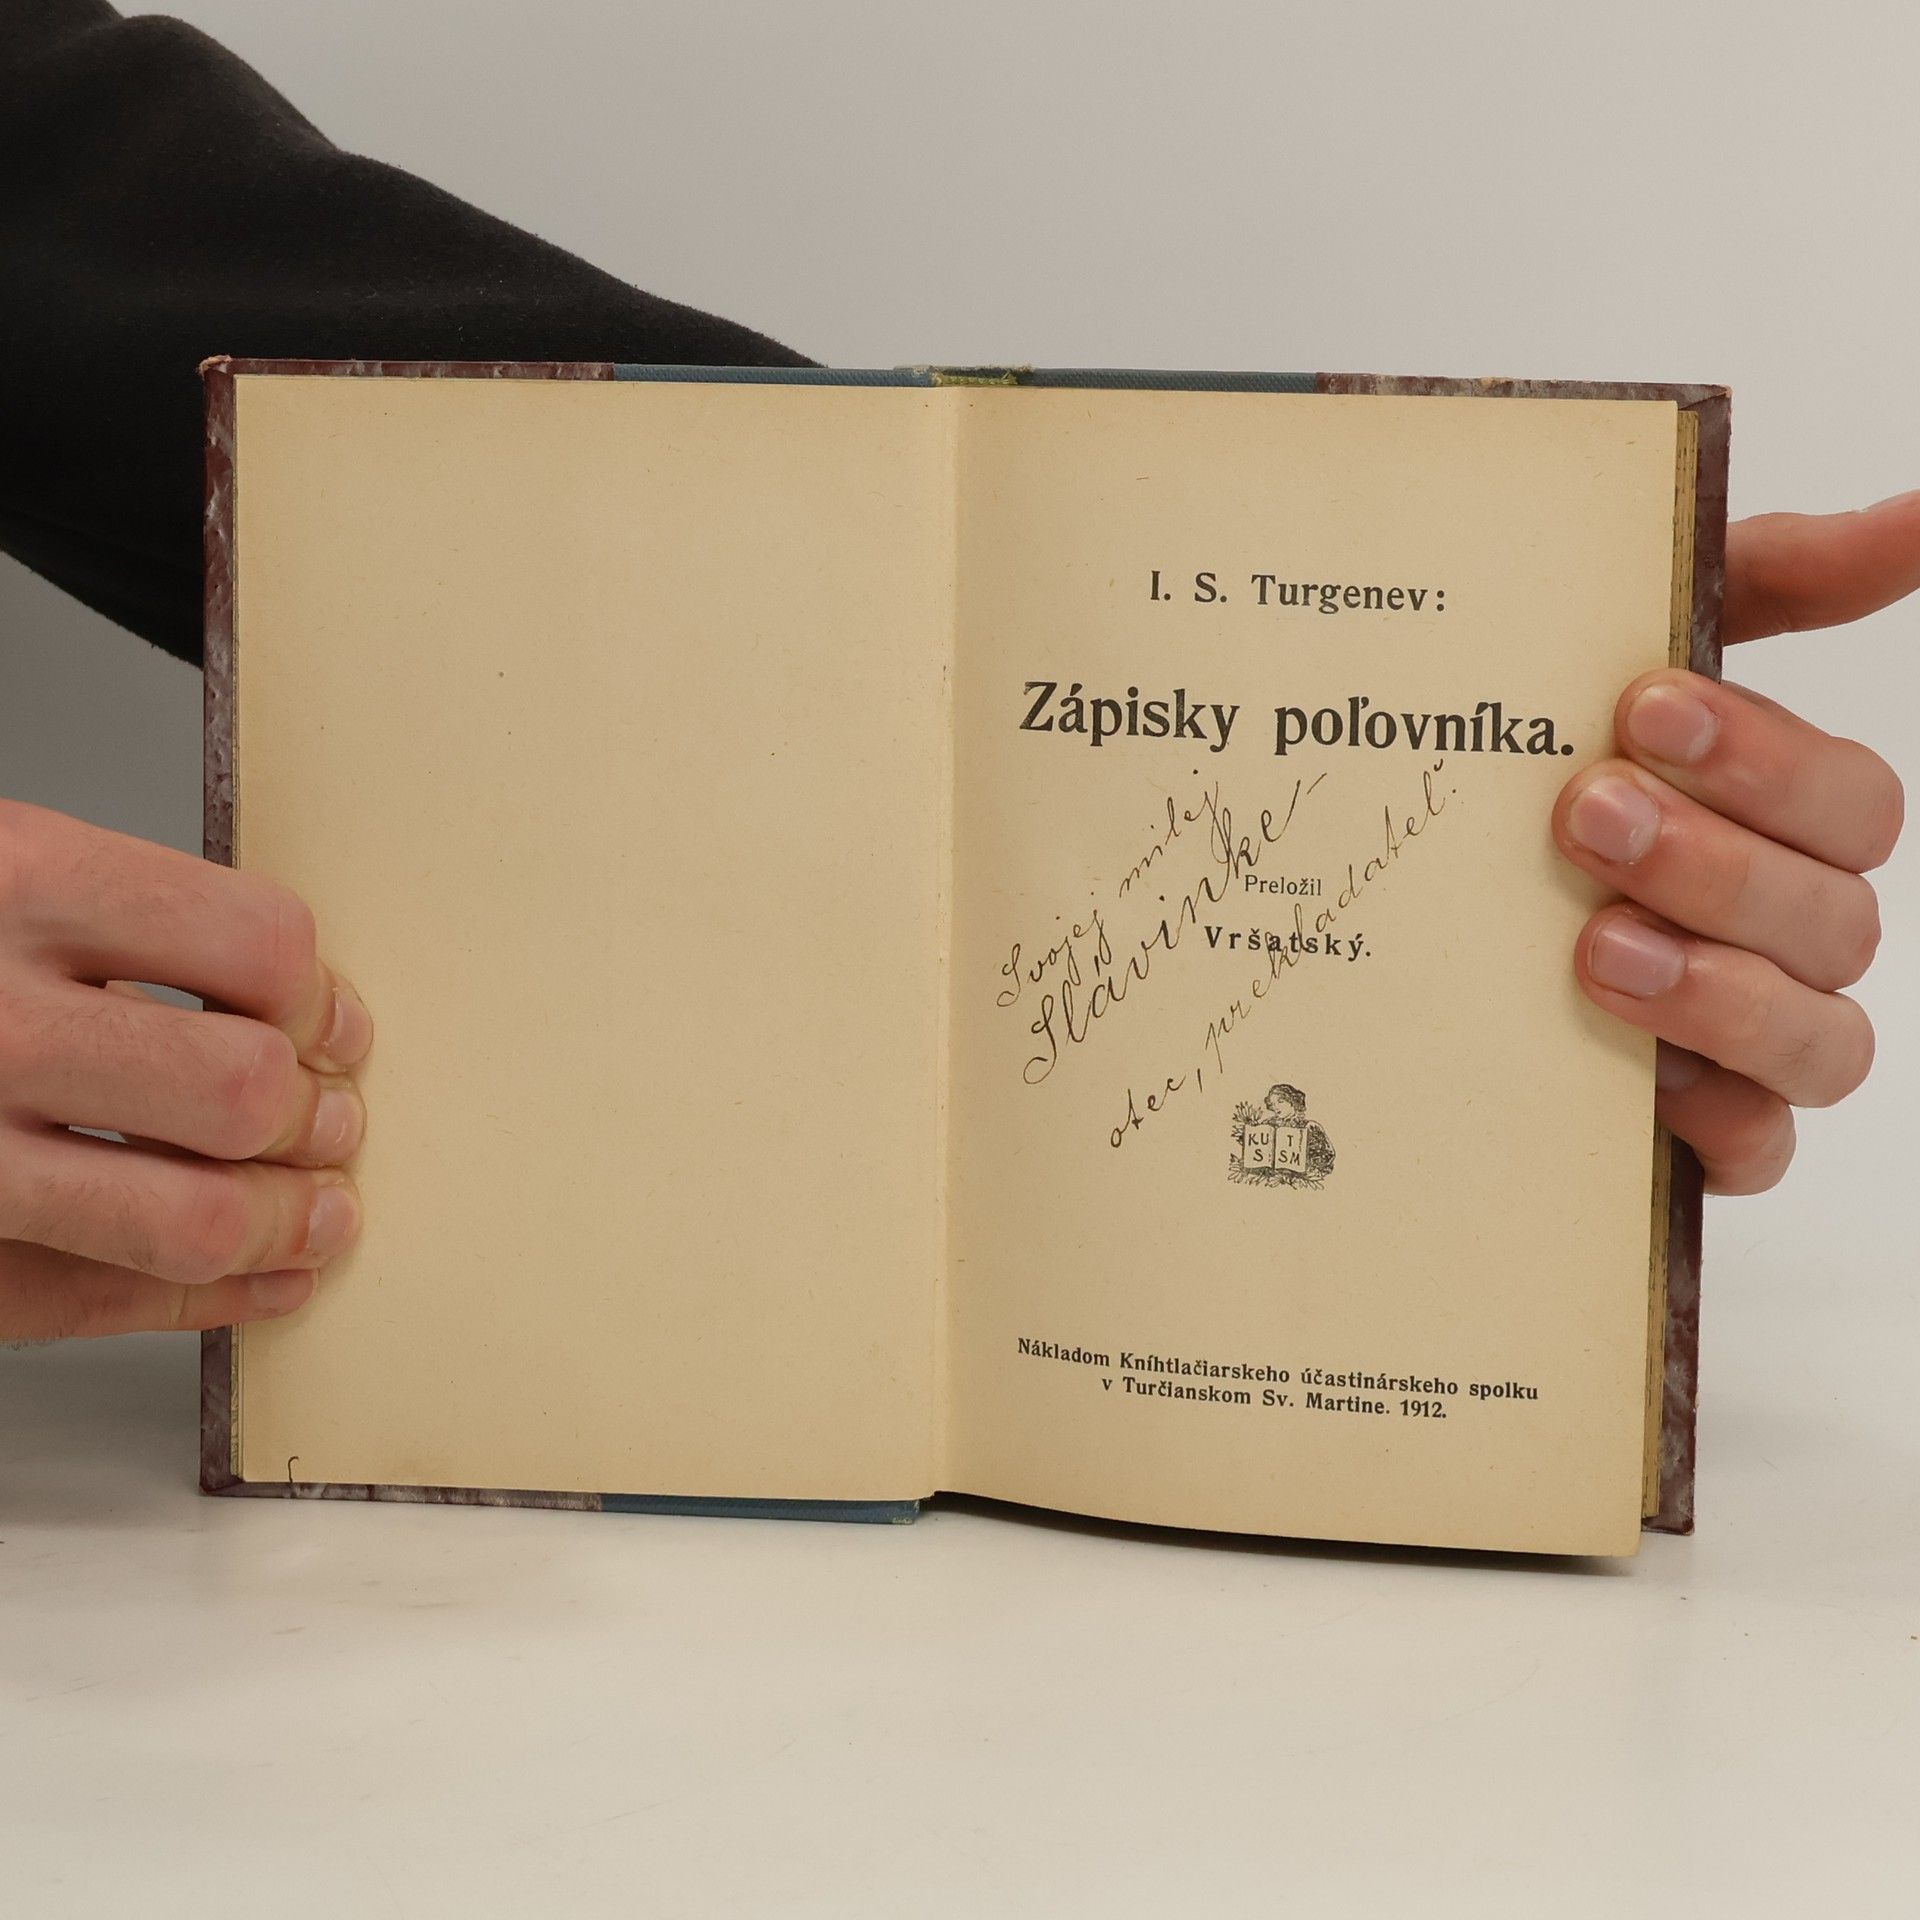 I. S. Turgenev:
Zápisky poľovníka.
Svojej milej
Slávinke –
Preložil
Vršatský.
otec, prekladateľ.
KU T
S SM
Nákladom Kníhtlačiarskeho účastinárskeho spolku
v Turčianskom Sv. Martine. 1912.